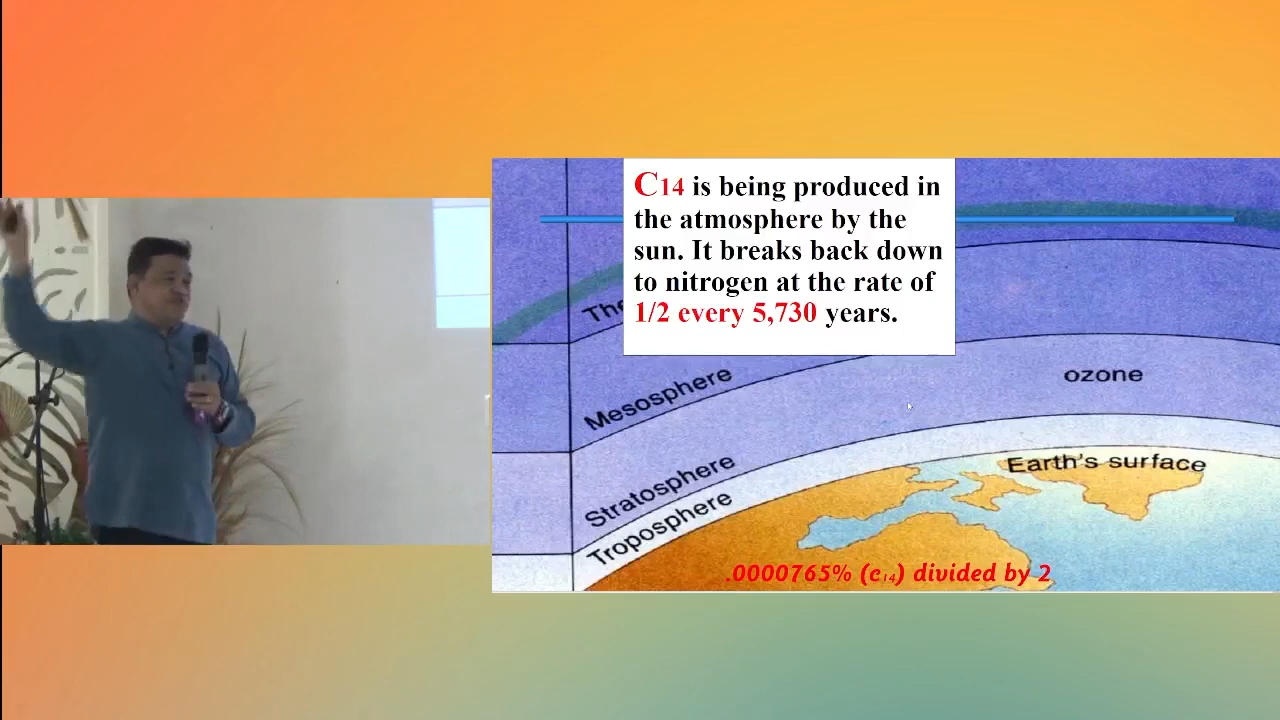 C14 is being produced in
the atmosphere by the
sun. It breaks back down
to nitrogen at the rate of
1/2 every 5,730 years.
The
Mesosphere
ozone
Stratosphere
Earth's surface
Troposphere
.0000765% (c14) divided by 2